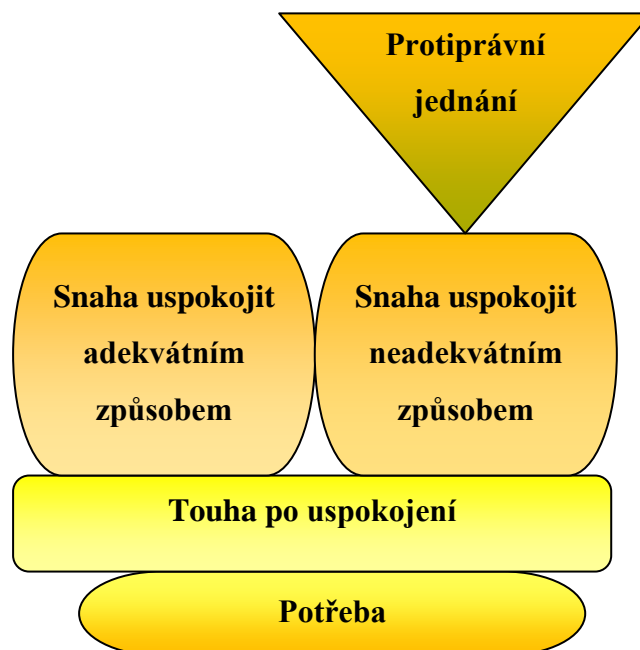 Protiprávní
jednání
Snaha uspokojit
adekvátním
způsobem
Snaha uspokojit
neadekvátním
způsobem
Touha po uspokojení
Potřeba